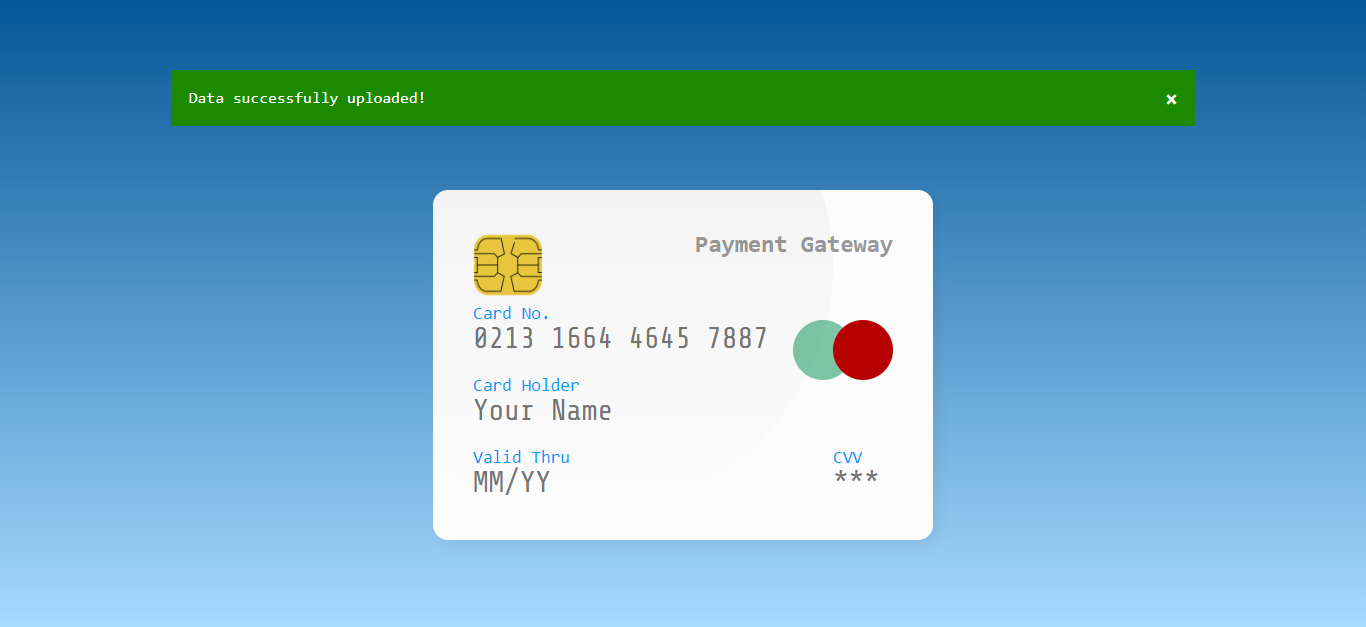 Data successfully uploaded!
×
Payment Gateway
Card No.
0213 1664 4645 7887
Card Holder
Your Name
Valid Thru
MM/YY
CVV
***